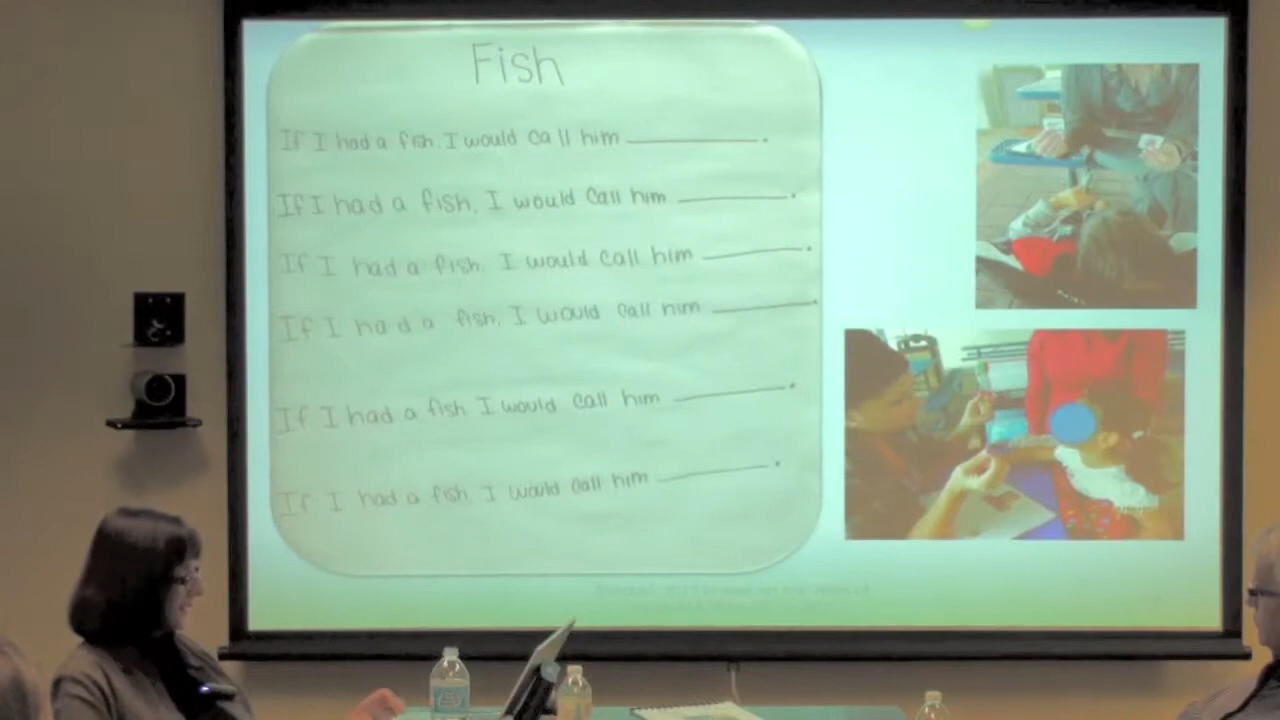 Fish
If I had a fish, I would call him ________.
If I had a fish, I would call him ________.
If I had a fish, I would call him ________.
If I had a fish, I would call him ________.
If I had a fish I would call him ________.
If I had a fish I would call him ________.